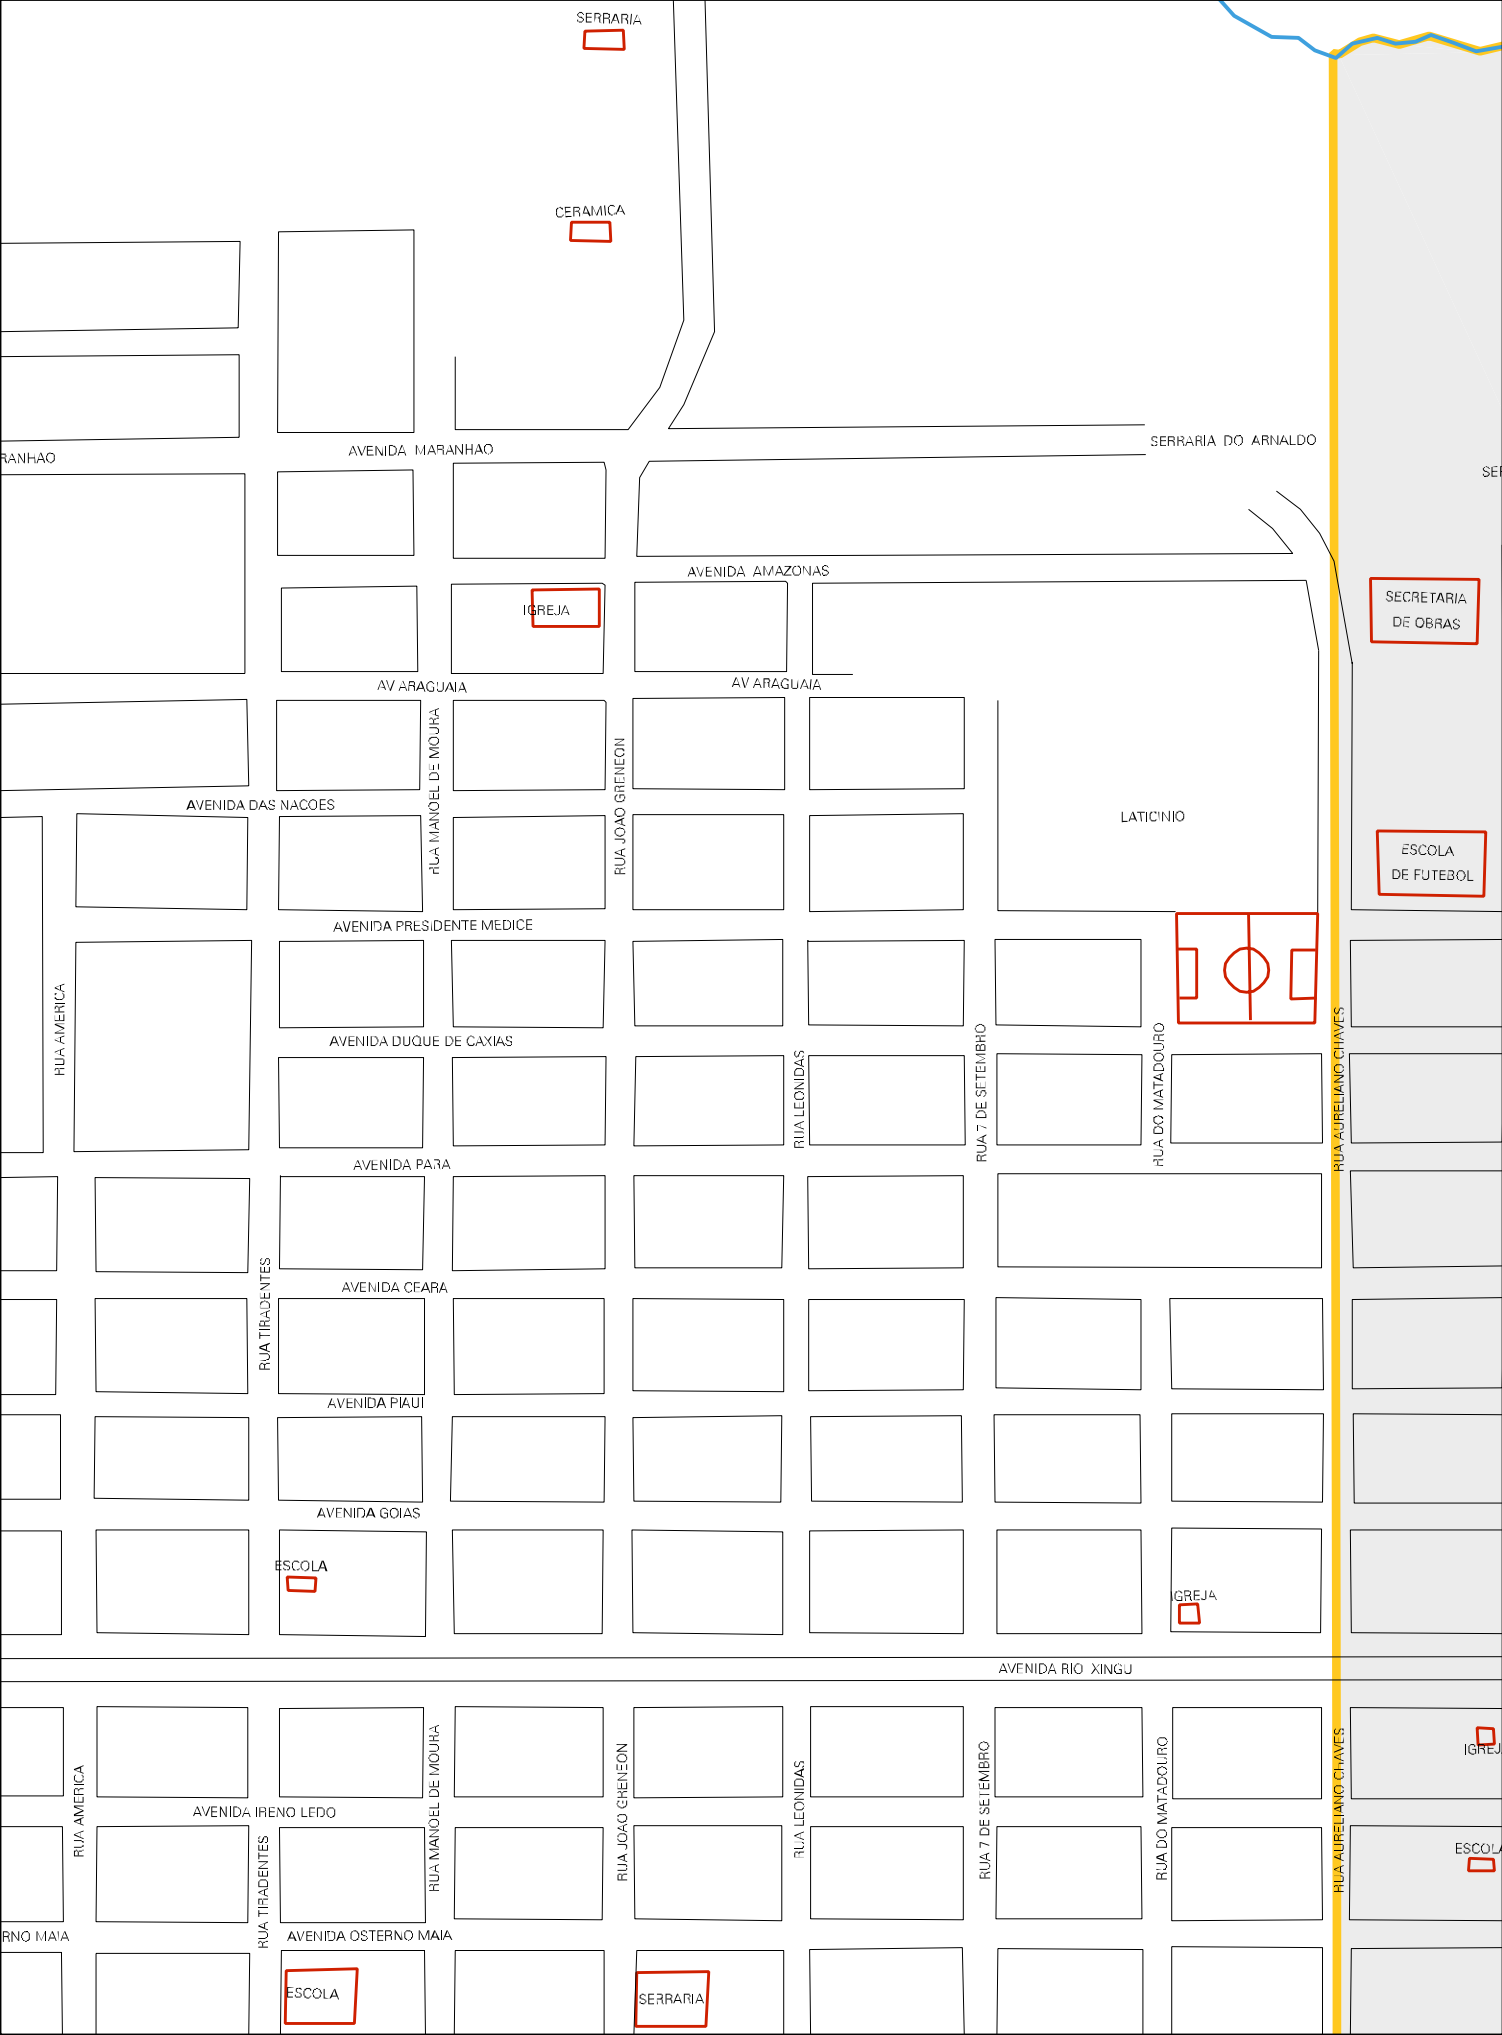 SERRARIA
CERAMICA
AVENIDA MARANHAO
SERRARIA DO ARNALDO
RANHAO
SER
AVENIDA AMAZONAS
SECRETARIA
DE OBRAS
IGREJA
AV ARAGUAIA
AV ARAGUAIA
RUA MANOEL DE MOURA
RUA JOAO GRENEON
AVENIDA DAS NACOES
LATICINIO
ESCOLA
DE FUTEBOL
AVENIDA PRESIDENTE MEDICE
RUA AMERICA
AVENIDA DUQUE DE CAXIAS
RUA LEONIDAS
RUA 7 DE SETEMBRO
RUA DO MATADOURO
RUA AURELIANO CHAVES
AVENIDA PARA
RUA TIRADENTES
AVENIDA CEARA
AVENIDA PIAUI
AVENIDA GOIAS
ESCOLA
IGREJA
AVENIDA RIO XINGU
RUA AMERICA
RUA MANOEL DE MOURA
RUA JOAO GRENEON
RUA LEONIDAS
RUA 7 DE SETEMBRO
RUA DO MATADOURO
RUA AURELIANO CHAVES
IGREJ
AVENIDA IRENO LEDO
RUA TIRADENTES
ESCOLA
RNO MAIA
AVENIDA OSTERNO MAIA
ESCOLA
SERRARIA